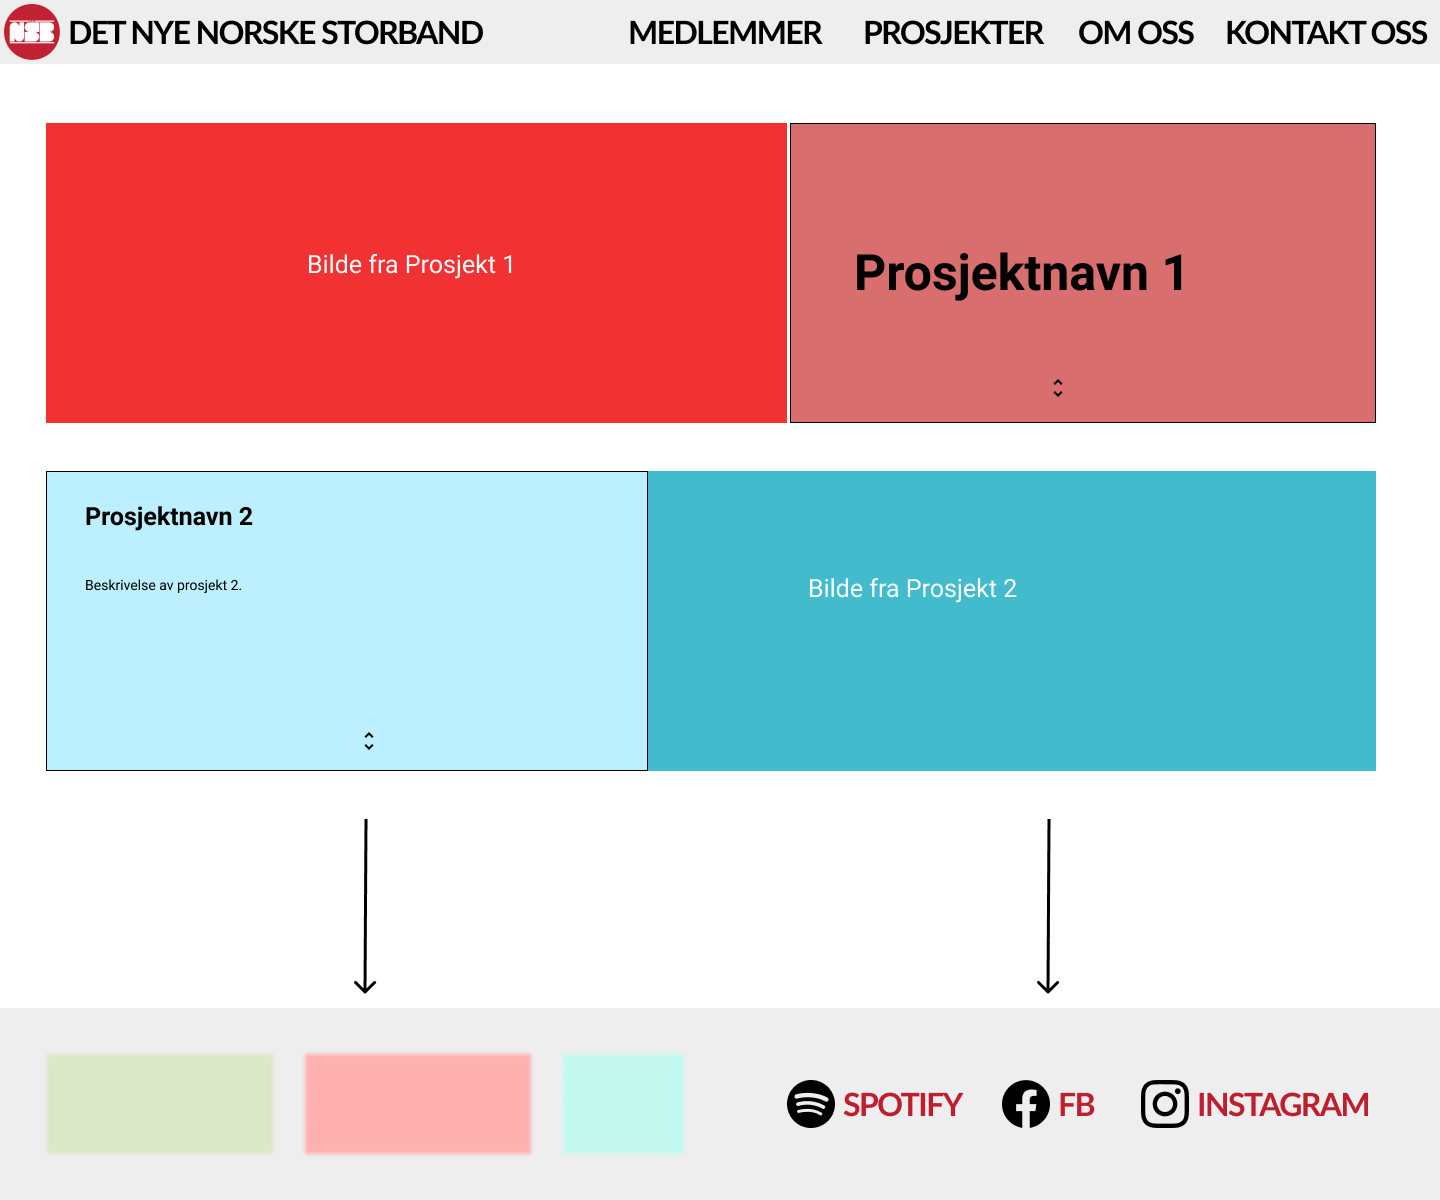 NSB DET NYE NORSKE STORBAND MEDLEMMER PROSJEKTER OM OSS KONTAKT OSS
Bilde fra Prosjekt 1
Prosjektnavn 1
Prosjektnavn 2
Beskrivelse av prosjekt 2.
Bilde fra Prosjekt 2
SPOTIFY FB INSTAGRAM